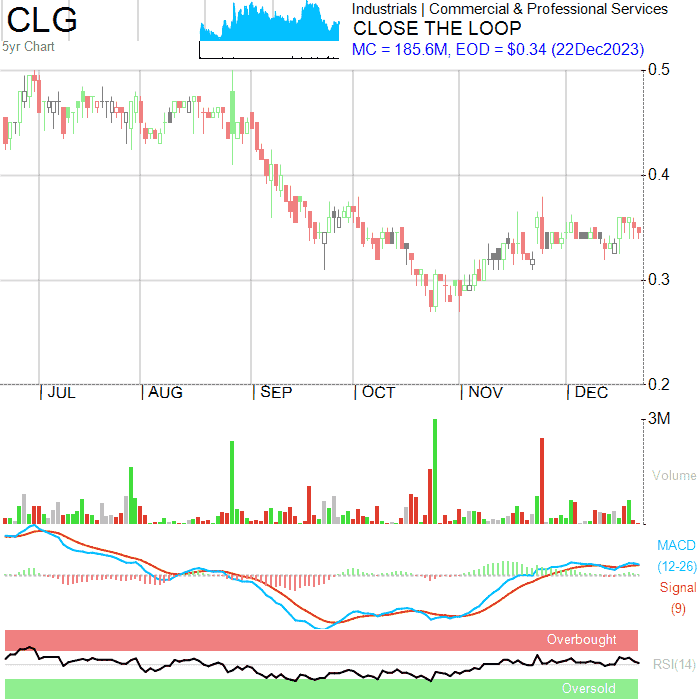 CLG
5yr Chart
Industrials | Commercial & Professional Services
CLOSE THE LOOP
MC = 185.6M, EOD = $0.34 (22Dec2023)
0.5
0.4
0.3
0.2
| JUL | AUG | SEP | OCT | NOV | DEC
3M
Volume
MACD
(12-26)
Signal
(9)
Overbought
RSI(14)
Oversold